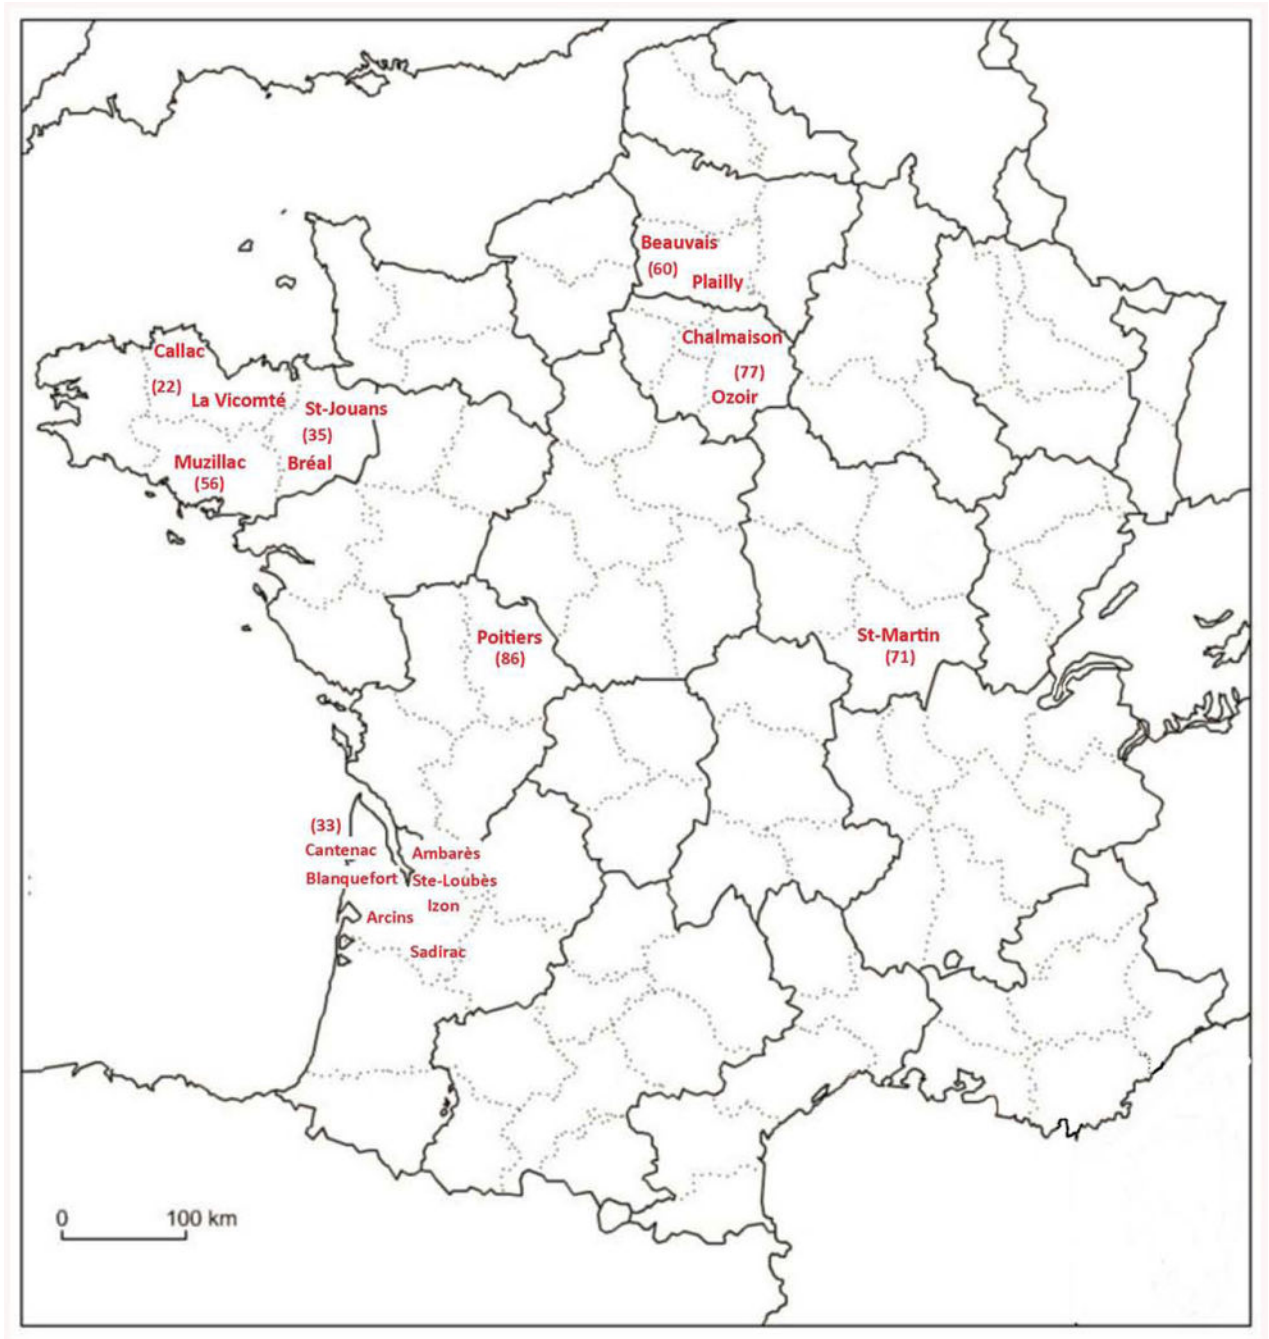 Beauvais
(60)
Plailly
Chalmaison
(77)
Ozoir
Callac
(22)
La Vicomté
St-Jouans
(35)
Muzillac
(56)
Bréal
Poitiers
(86)
St-Martin
(71)
(33)
Cantenac
Ambarès
Blanquefort
Ste-Loubès
Izon
Arcins
Sadirac
0 100 km